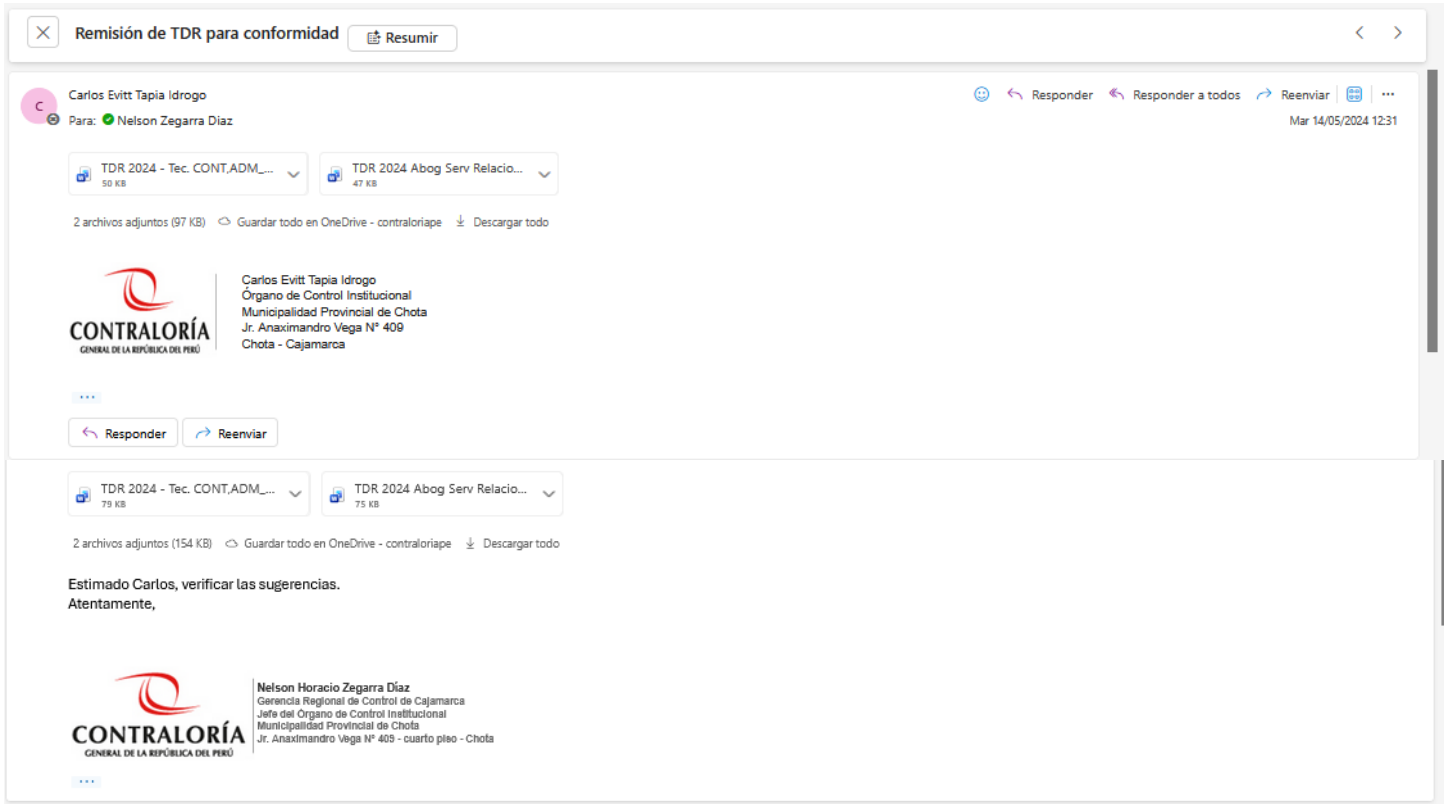 Remisión de TDR para conformidad
Resumir
C
Carlos Evitt Tapia Idrogo
Responder
Responder a todos
Reenviar
Para: Nelson Zegarra Diaz
Mar 14/05/2024 12:31
TDR 2024 - Tec. CONT,ADM_...
50 KB
TDR 2024 Abog Serv Relacio...
47 KB
2 archivos adjuntos (97 KB) Guardar todo en OneDrive - contraloriape Descargar todo
CONTRALORÍA
GENERAL DE LA REPÚBLICA DEL PERÚ
Carlos Evitt Tapia Idrogo
Órgano de Control Institucional
Municipalidad Provincial de Chota
Jr. Anaximandro Vega N° 409
Chota - Cajamarca
Responder
Reenviar
TDR 2024 - Tec. CONT,ADM_...
79 KB
TDR 2024 Abog Serv Relacio...
75 KB
2 archivos adjuntos (154 KB) Guardar todo en OneDrive - contraloriape Descargar todo
Estimado Carlos, verificar las sugerencias.
Atentamente,
CONTRALORÍA
GENERAL DE LA REPÚBLICA DEL PERÚ
Nelson Horacio Zegarra Díaz
Gerencia Regional de Control de Cajamarca
Jefe del Órgano de Control Institucional
Municipalidad Provincial de Chota
Jr. Anaximandro Vega N° 409 - cuarto piso - Chota